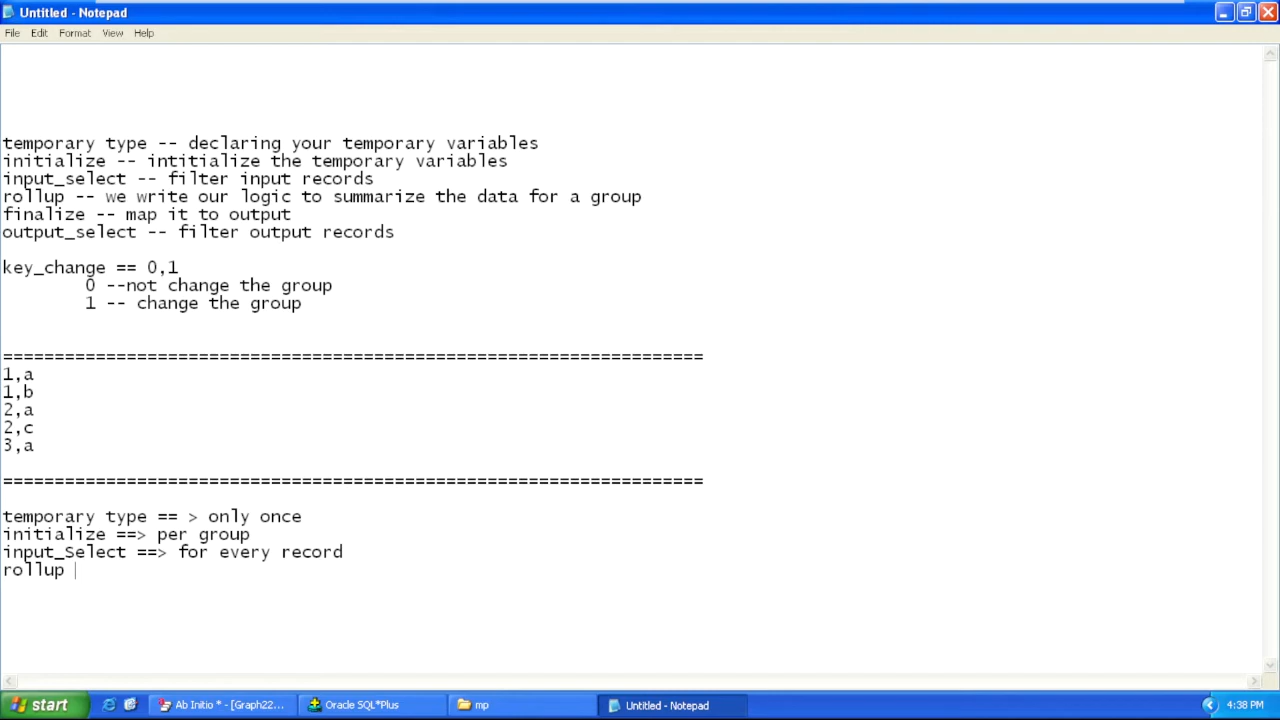 Untitled - Notepad
File Edit Format View Help
temporary type -- declaring your temporary variables
initialize -- intitialize the temporary variables
input_select -- filter input records
rollup -- we write our logic to summarize the data for a group
finalize -- map it to output
output_select -- filter output records
key_change == 0,1
0 --not change the group
1 -- change the group
====================================================================
1,a
1,b
2,a
2,c
3,a
====================================================================
temporary type == > only once
initialize ==> per group
input_Select ==> for every record
rollup
start Ab Initio * - [Graph22... Oracle SQL*Plus mp Untitled - Notepad 4:38 PM